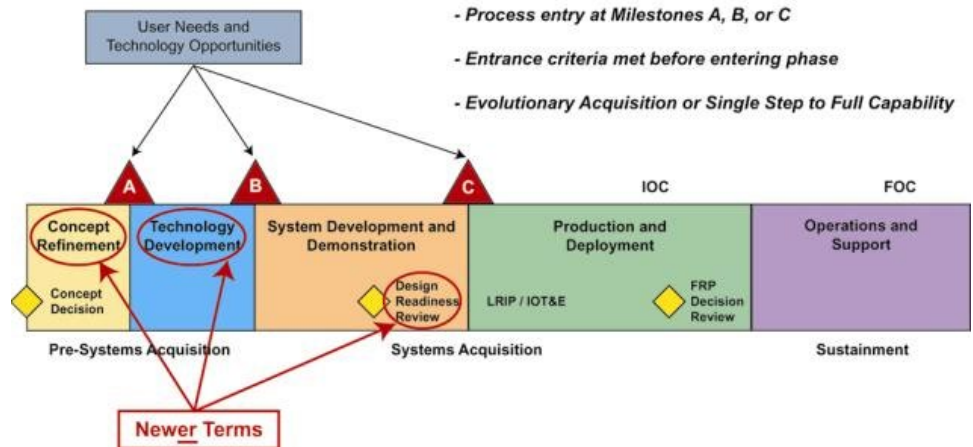 User Needs and
Technology Opportunities
- Process entry at Milestones A, B, or C
- Entrance criteria met before entering phase
- Evolutionary Acquisition or Single Step to Full Capability
A
B
C
IOC
FOC
Concept
Refinement
Technology
Development
System Development and
Demonstration
Production and
Deployment
Operations and
Support
Concept
Decision
Design
Readiness
Review
LRIP / IOT&E
FRP
Decision
Review
Pre-Systems Acquisition
Systems Acquisition
Sustainment
Newer Terms